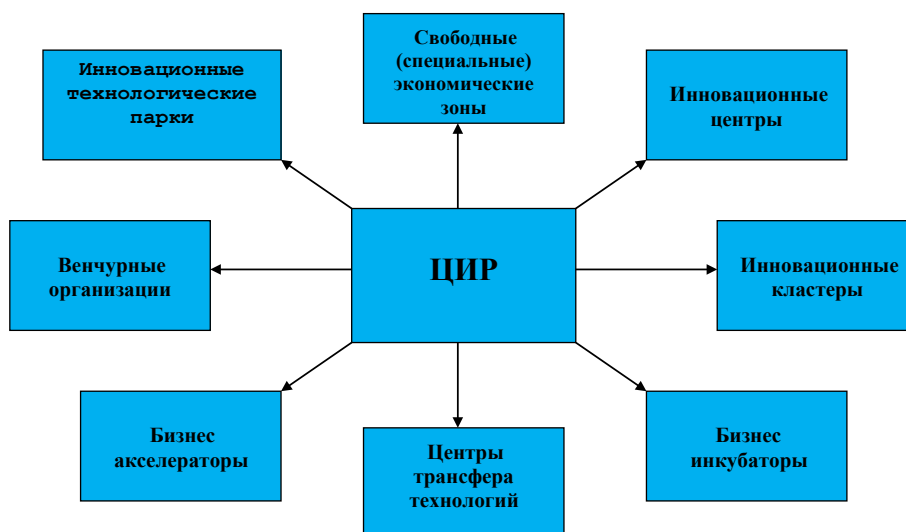 Свободные
(специальные)
экономические
зоны
Инновационные
технологические
парки
Инновационные
центры
Венчурные
организации
ЦИР
Инновационные
кластеры
Бизнес
акселераторы
Центры
трансфера
технологий
Бизнес
инкубаторы